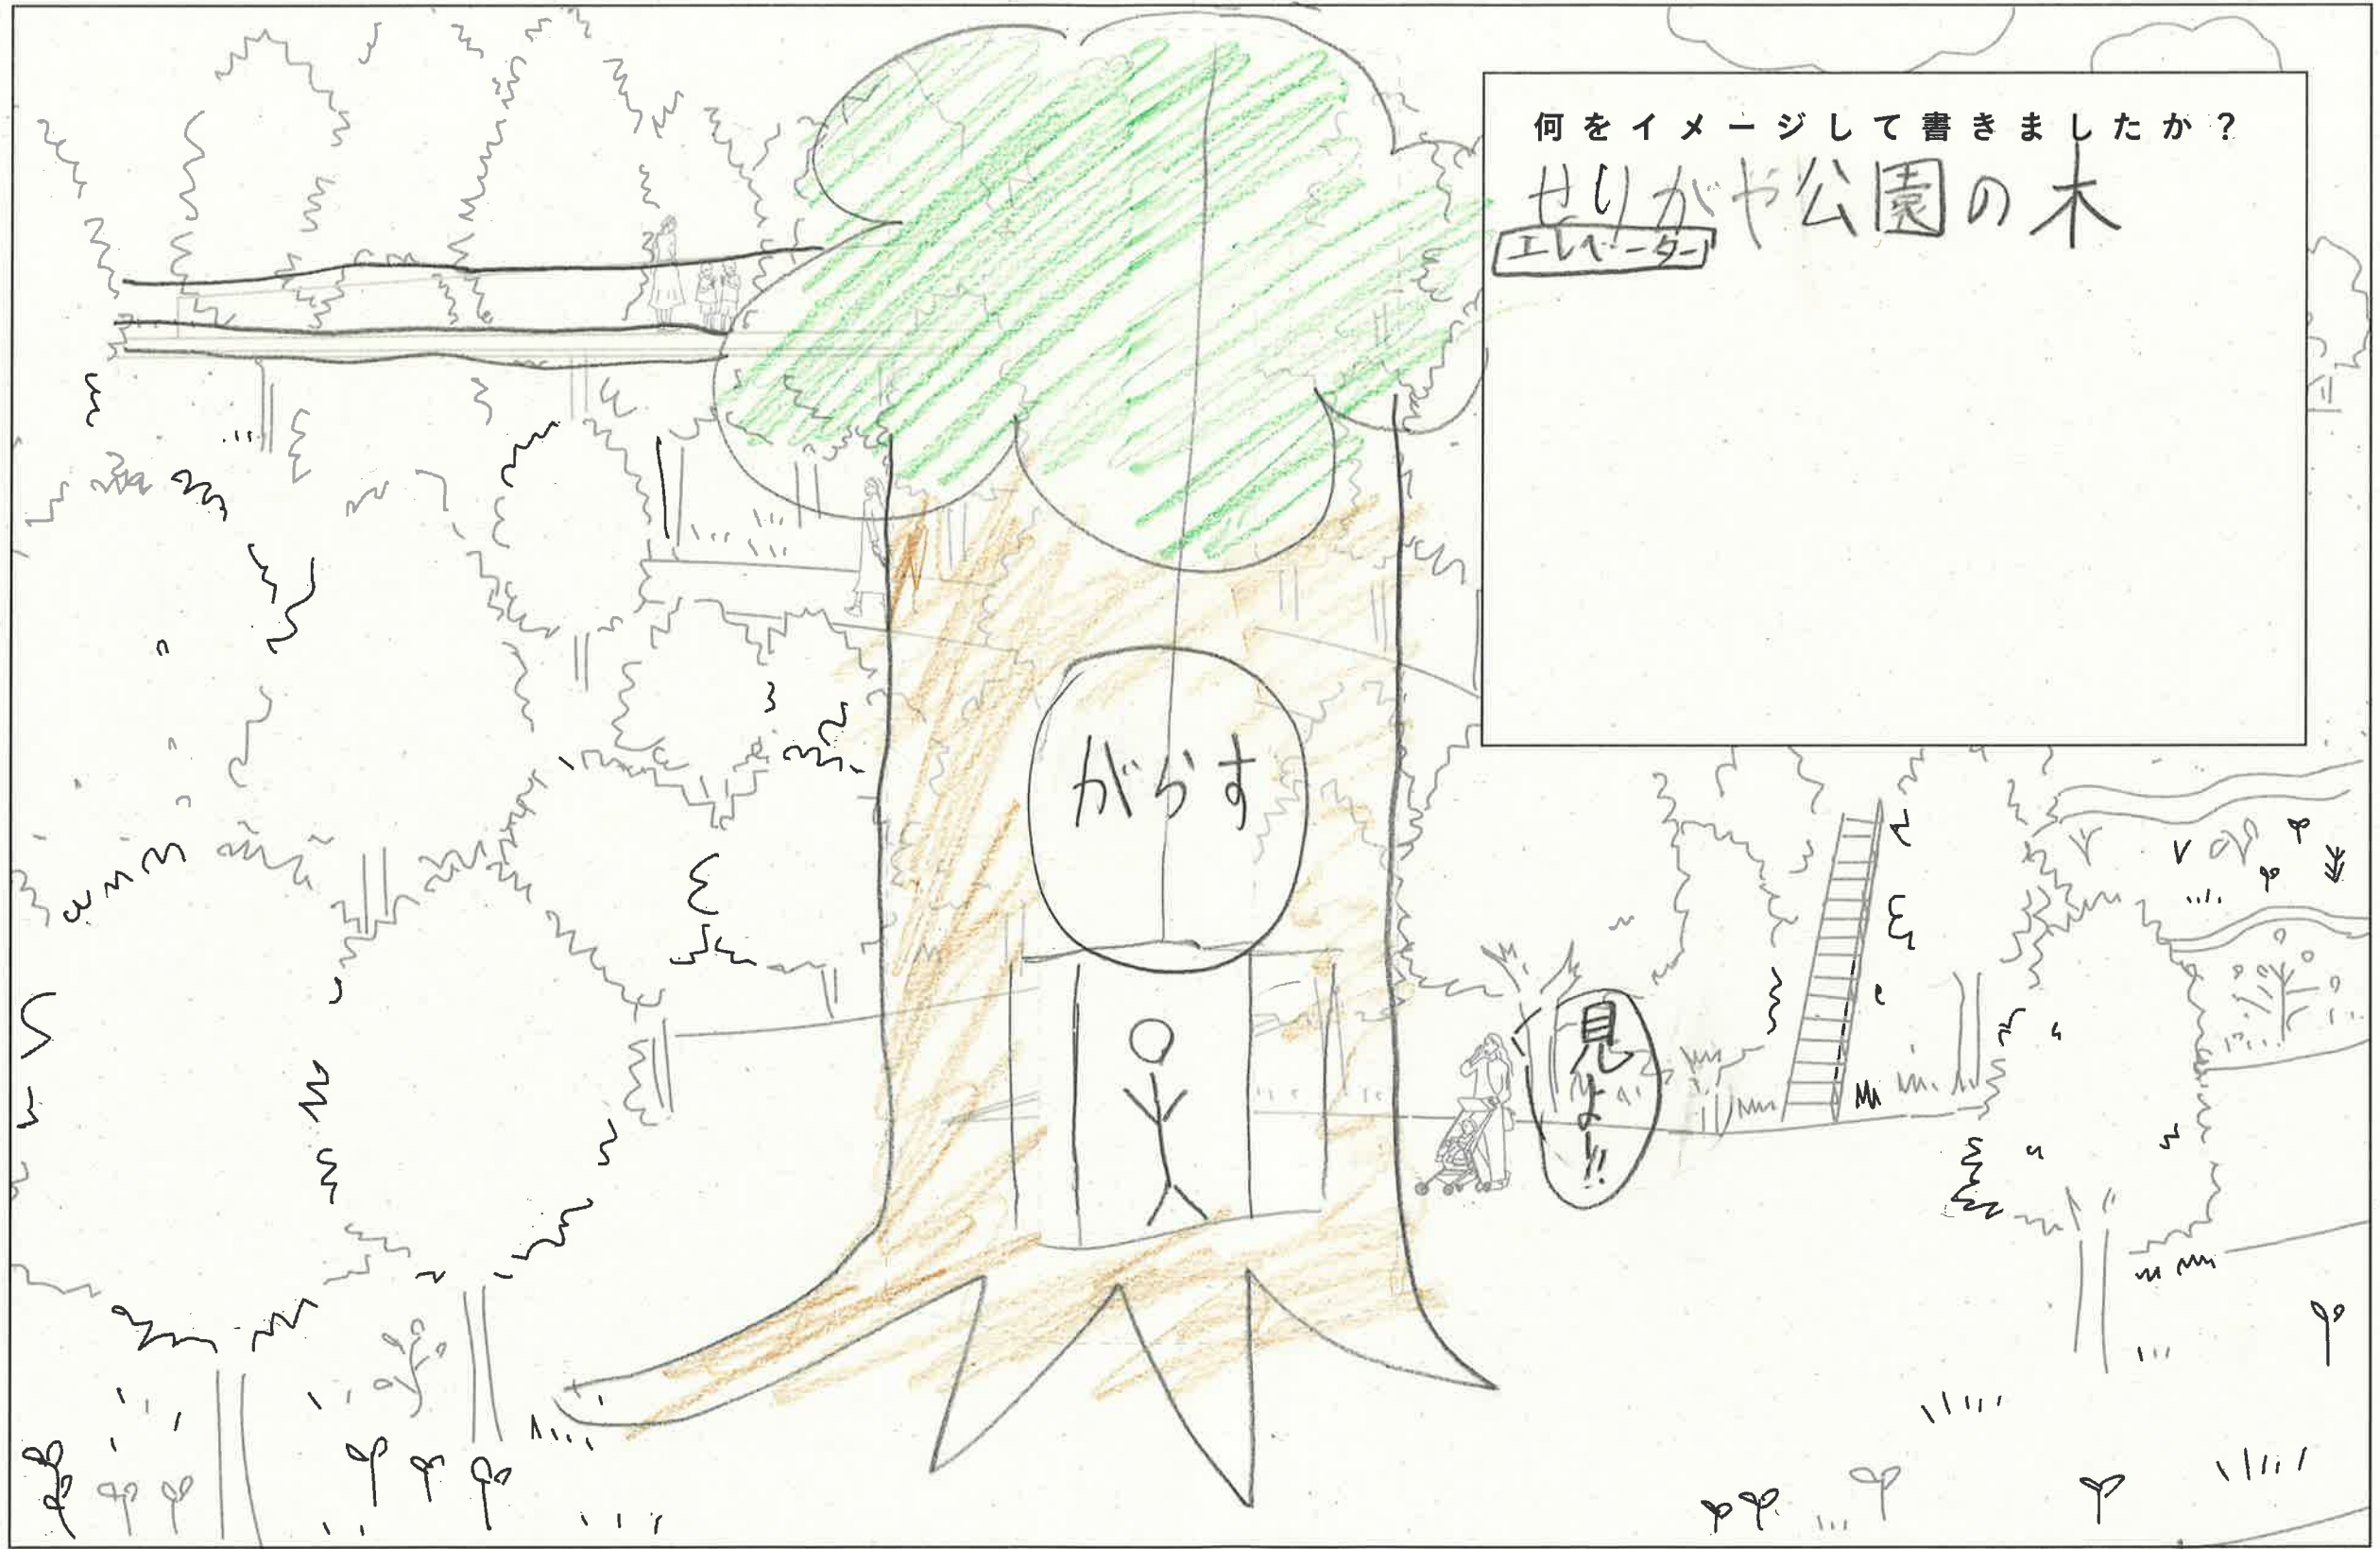 何をイメージして書きましたか？
せりがや公園の木
エレベーター
がらす
見よ!!